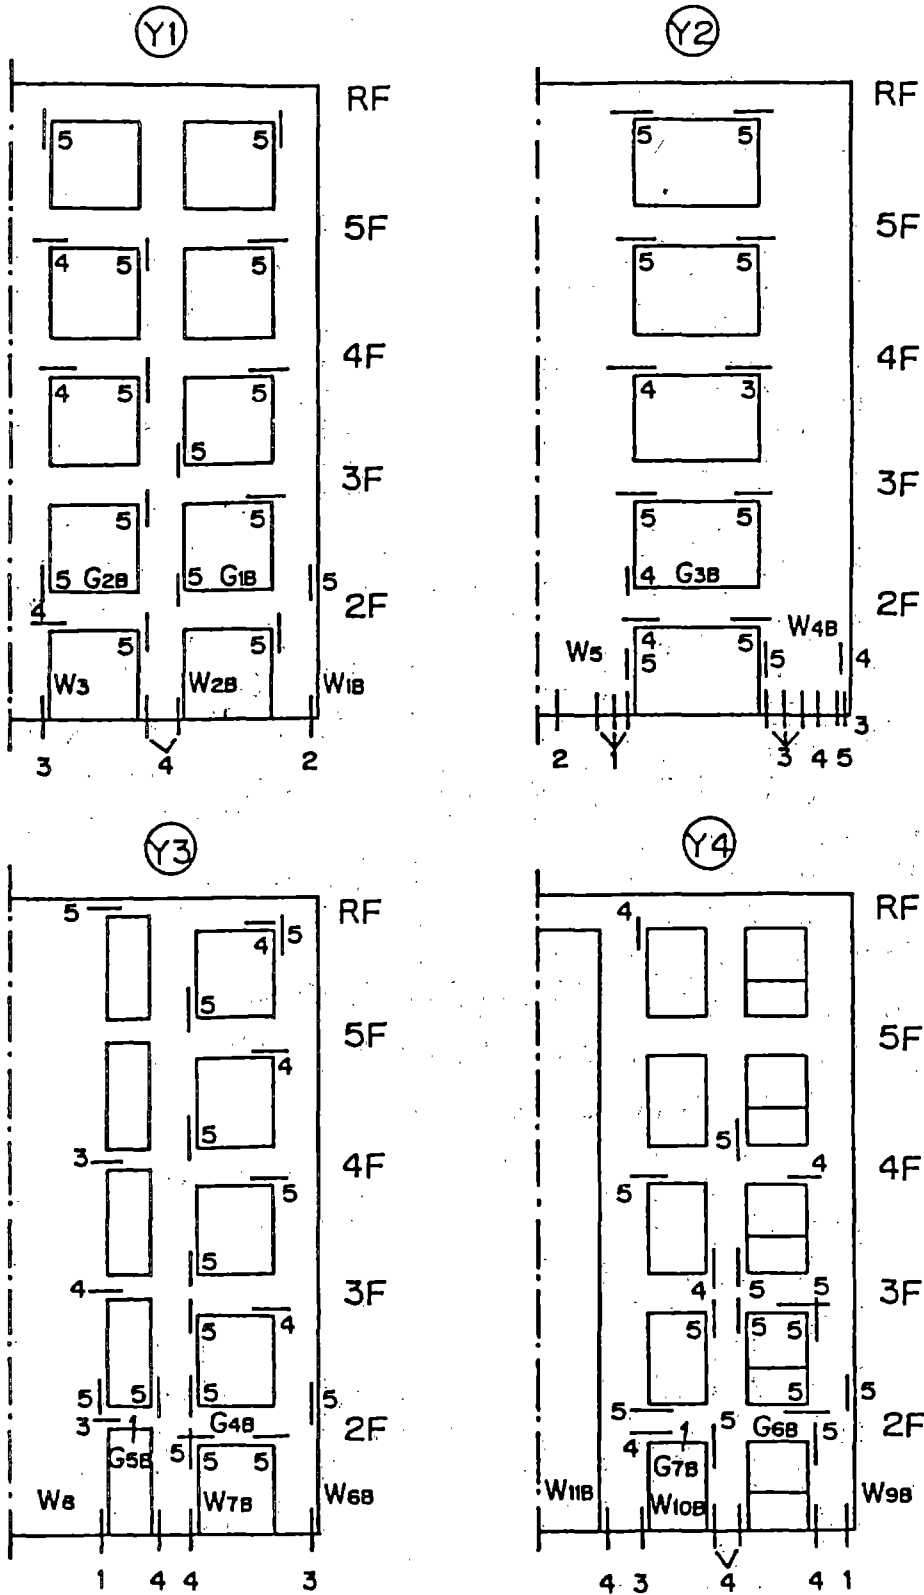 Y1 Y2
RF RF
5 5 5 5
5F 5F
4 5 5 5 5
4F 4F
4 5 5 4 3
5
3F 3F
5 5 5 5
5 G2B 5 G1B 5 4 G3B
4 2F 2F
5 5 4 5 W4B
W3 W2B W1B W5 5 5 4
3 4 2 2 1 3 4 5 3
Y3 Y4
5 RF 4 RF
4 5
5
5F 5F
4
5 5
3 4F 4 4F
5 5
5
4 3F 4 5 5 3F
5 4 5 5 5
5 5 5 5 5 5
3 1 G4B 2F 5 1 5 G6B 2F
G5B 5 5 5 4 G7B 5
W8 W7B W6B W11B W10B W9B
1 4 4 3 4 3 4 4 1